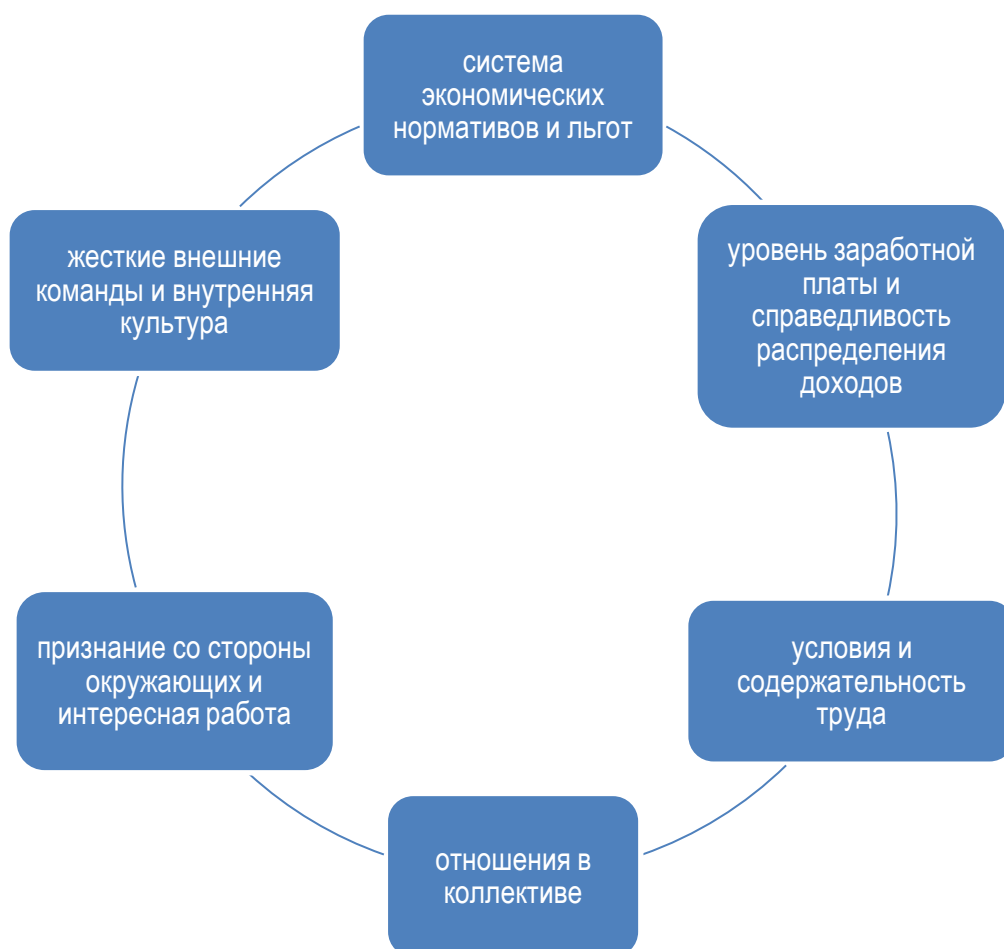 система
экономических
нормативов и льгот
уровень заработной
платы и
справедливость
распределения
доходов
условия и
содержательность
труда
отношения в
коллективе
признание со стороны
окружающих и
интересная работа
жесткие внешние
команды и внутренняя
культура